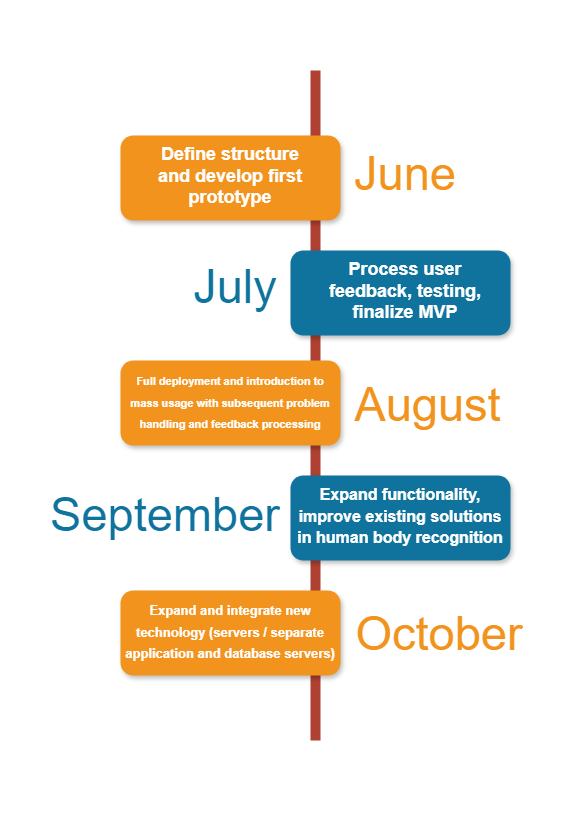 Define structure
and develop first
prototype
June
July
Process user
feedback, testing,
finalize MVP
Full deployment and introduction to
mass usage with subsequent problem
handling and feedback processing
August
September
Expand functionality,
improve existing solutions
in human body recognition
Expand and integrate new
technology (servers / separate
application and database servers)
October